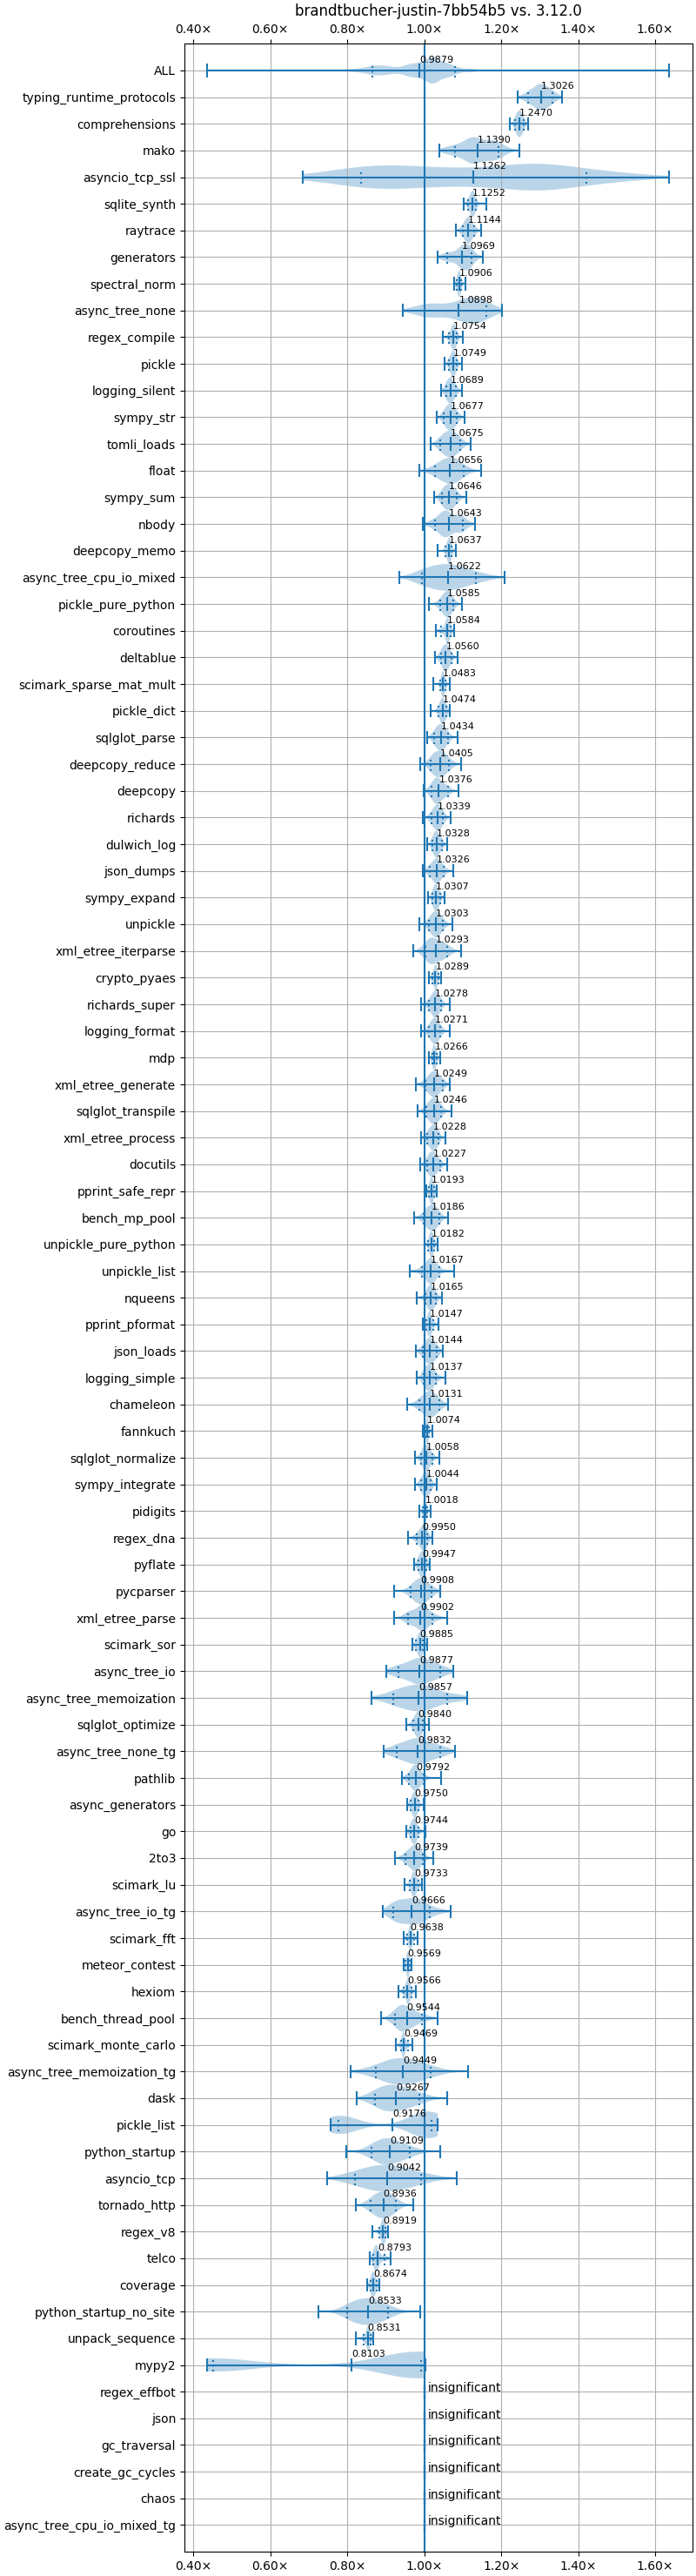 brandtbucher-justin-7bb54b5 vs. 3.12.0
0.40× 0.60× 0.80× 1.00× 1.20× 1.40× 1.60×
ALL 0.9879
typing_runtime_protocols 1.3026
comprehensions 1.2470
mako 1.1390
asyncio_tcp_ssl 1.1262
sqlite_synth 1.1252
raytrace 1.1144
generators 1.0969
spectral_norm 1.0906
async_tree_none 1.0898
regex_compile 1.0754
pickle 1.0749
logging_silent 1.0689
sympy_str 1.0677
tomli_loads 1.0675
float 1.0656
sympy_sum 1.0646
nbody 1.0643
deepcopy_memo 1.0637
async_tree_cpu_io_mixed 1.0622
pickle_pure_python 1.0585
coroutines 1.0584
deltablue 1.0560
scimark_sparse_mat_mult 1.0483
pickle_dict 1.0474
sqlglot_parse 1.0434
deepcopy_reduce 1.0405
deepcopy 1.0376
richards 1.0339
dulwich_log 1.0328
json_dumps 1.0326
sympy_expand 1.0307
unpickle 1.0303
xml_etree_iterparse 1.0293
crypto_pyaes 1.0289
richards_super 1.0278
logging_format 1.0271
mdp 1.0266
xml_etree_generate 1.0249
sqlglot_transpile 1.0246
xml_etree_process 1.0228
docutils 1.0227
pprint_safe_repr 1.0193
bench_mp_pool 1.0186
unpickle_pure_python 1.0182
unpickle_list 1.0167
nqueens 1.0165
pprint_pformat 1.0147
json_loads 1.0144
logging_simple 1.0137
chameleon 1.0131
fannkuch 1.0074
sqlglot_normalize 1.0058
sympy_integrate 1.0044
pidigits 1.0018
regex_dna 0.9950
pyflate 0.9947
pycparser 0.9908
xml_etree_parse 0.9902
scimark_sor 0.9885
async_tree_io 0.9877
async_tree_memoization 0.9857
sqlglot_optimize 0.9840
async_tree_none_tg 0.9832
pathlib 0.9792
async_generators 0.9750
go 0.9744
2to3 0.9739
scimark_lu 0.9733
async_tree_io_tg 0.9666
scimark_fft 0.9638
meteor_contest 0.9569
hexiom 0.9566
bench_thread_pool 0.9544
scimark_monte_carlo 0.9469
async_tree_memoization_tg 0.9449
dask 0.9267
pickle_list 0.9176
python_startup 0.9109
asyncio_tcp 0.9042
tornado_http 0.8936
regex_v8 0.8919
telco 0.8793
coverage 0.8674
python_startup_no_site 0.8533
unpack_sequence 0.8531
mypy2 0.8103
regex_effbot insignificant
json insignificant
gc_traversal insignificant
create_gc_cycles insignificant
chaos insignificant
async_tree_cpu_io_mixed_tg insignificant
0.40× 0.60× 0.80× 1.00× 1.20× 1.40× 1.60×